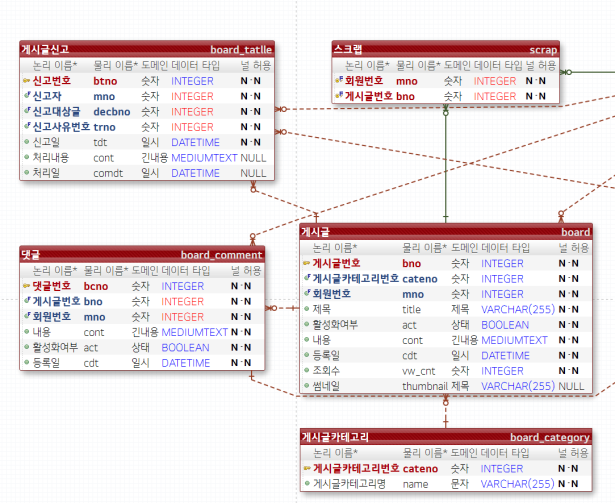 게시글신고 board_tatlle
논리 이름* 물리 이름* 도메인 데이터 타입 널 허용
신고번호 btno 숫자 INTEGER N·N
신고자 mno 숫자 INTEGER N·N
신고대상글 decbno 숫자 INTEGER N·N
신고사유번호 trno 숫자 INTEGER N·N
신고일 tdt 일시 DATETIME N·N
처리내용 cont 긴내용 MEDIUMTEXT NULL
처리일 comdt 일시 DATETIME NULL
스크랩 scrap
논리 이름* 물리 이름* 도메인 데이터 타입 널 허용
회원번호 mno 숫자 INTEGER N·N
게시글번호 bno 숫자 INTEGER N·N
댓글 board_comment
논리 이름* 물리 이름* 도메인 데이터 타입 널 허용
댓글번호 bcno 숫자 INTEGER N·N
게시글번호 bno 숫자 INTEGER N·N
회원번호 mno 숫자 INTEGER N·N
내용 cont 긴내용 MEDIUMTEXT N·N
활성화여부 act 상태 BOOLEAN N·N
등록일 cdt 일시 DATETIME N·N
게시글 board
논리 이름* 물리 이름* 도메인 데이터 타입 널 허용
게시글번호 bno 숫자 INTEGER N·N
게시글카테고리번호 cateno 숫자 INTEGER N·N
회원번호 mno 숫자 INTEGER N·N
제목 title 제목 VARCHAR(255) N·N
활성화여부 act 상태 BOOLEAN N·N
내용 cont 긴내용 MEDIUMTEXT N·N
등록일 cdt 일시 DATETIME N·N
조회수 vw_cnt 숫자 INTEGER N·N
썸네일 thumbnail 제목 VARCHAR(255) NULL
게시글카테고리 board_category
논리 이름* 물리 이름* 도메인 데이터 타입 널 허용
게시글카테고리번호 cateno 숫자 INTEGER N·N
게시글카테고리명 name 문자 VARCHAR(255) N·N